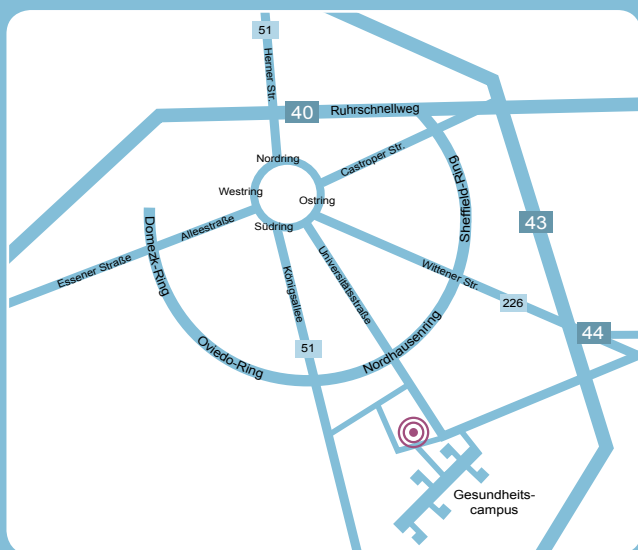 51
Herner Str.
40
Ruhrschnellweg
Nordring
Castroper Str.
Sheffield-Ring
Westring
Ostring
Südring
Alleestraße
Essener Straße
Domezk-Ring
Königsallee
Universitätsstraße
Wittener Str.
43
226
44
51
Oviedo-Ring
Nordhausenring
Gesundheits-
campus